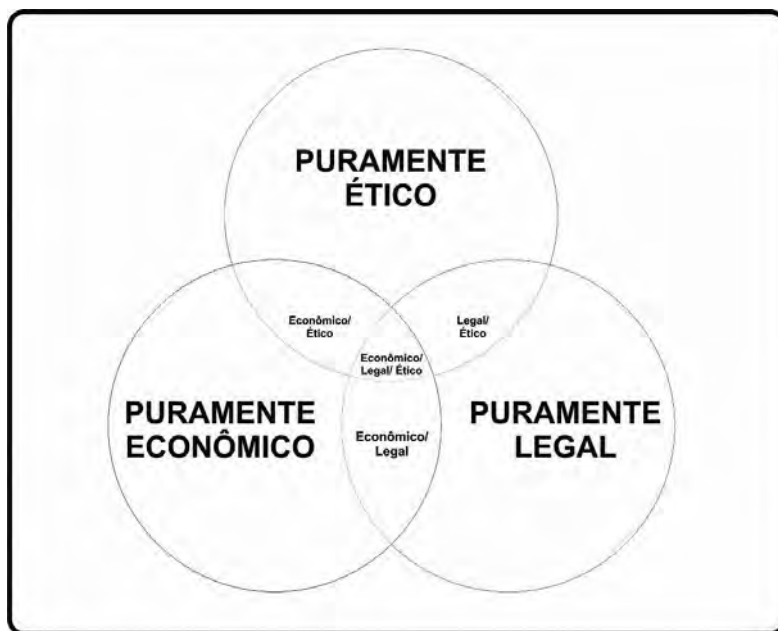 PURAMENTE
ÉTICO
Econômico/
Ético
Legal/
Ético
Econômico/
Legal/ Ético
PURAMENTE
ECONÔMICO
PURAMENTE
LEGAL
Econômico/
Legal